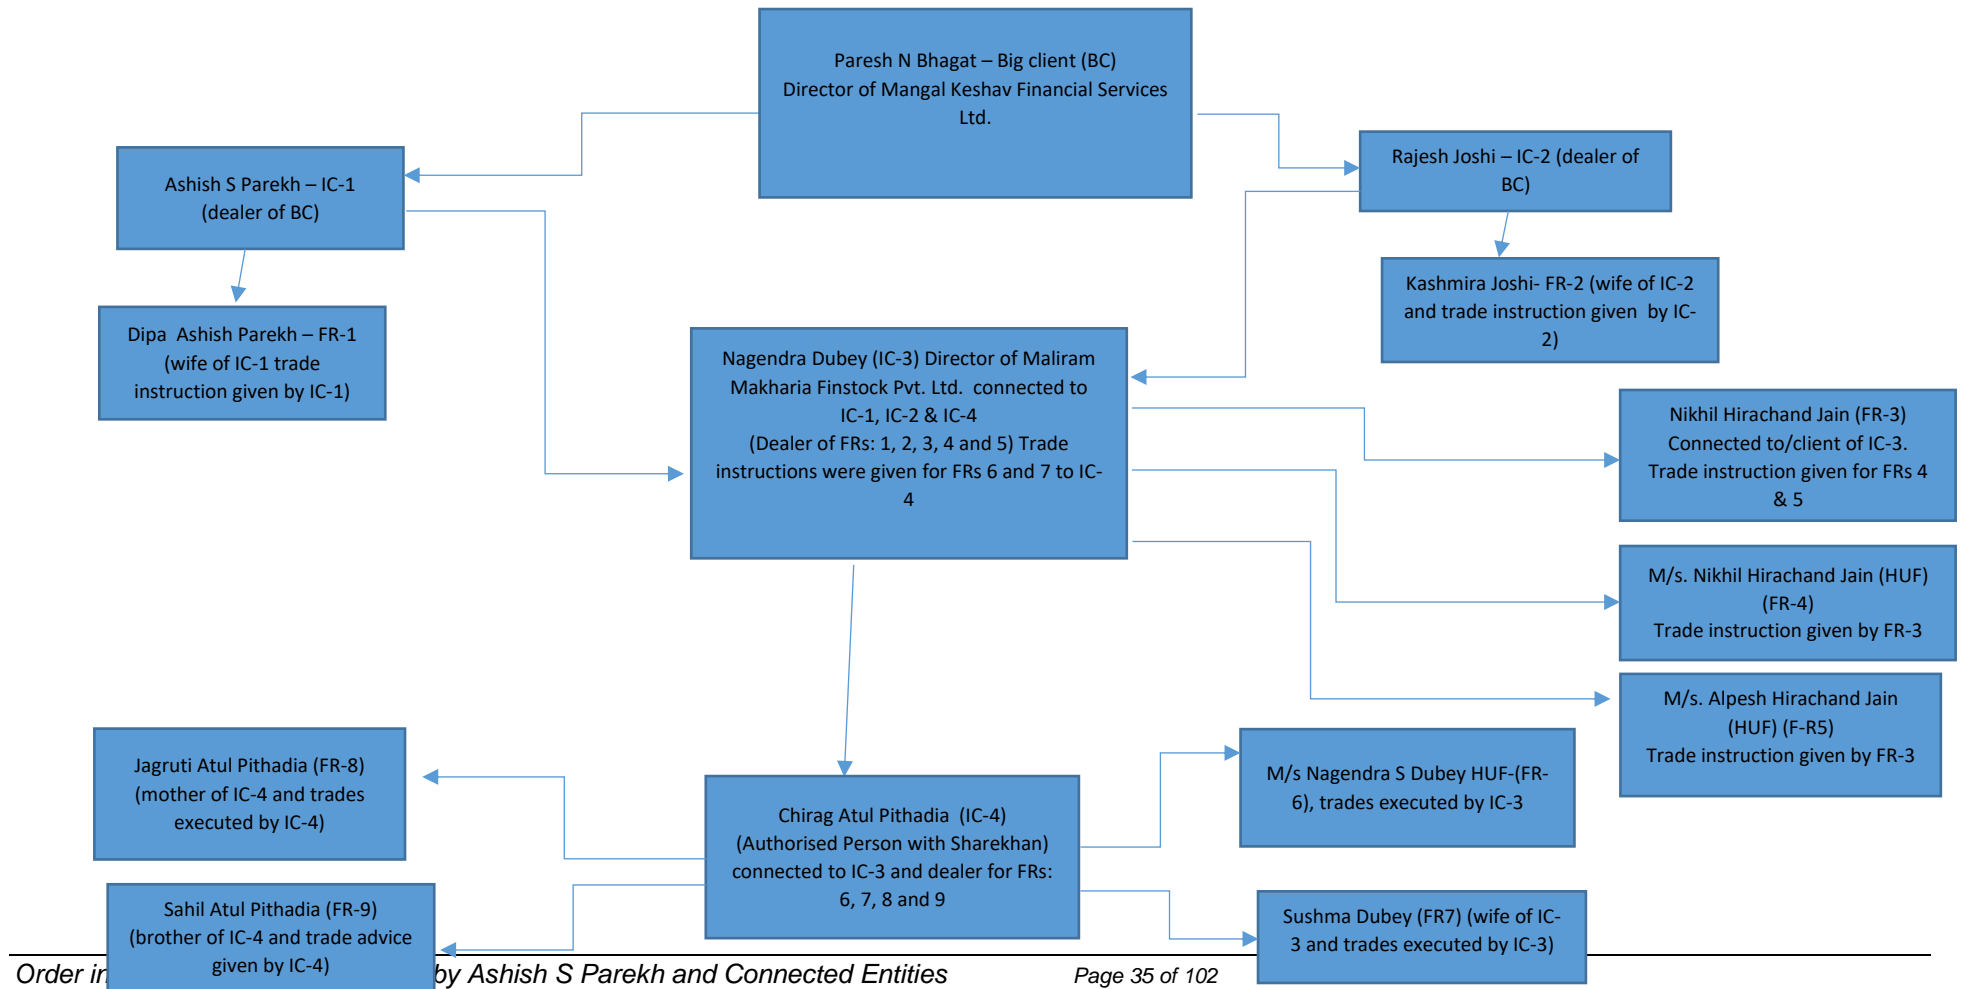 Paresh N Bhagat – Big client (BC)
Director of Mangal Keshav Financial Services
Ltd.
Ashish S Parekh – IC-1
(dealer of BC)
Rajesh Joshi – IC-2 (dealer of
BC)
Dipa  Ashish Parekh – FR-1
(wife of IC-1 trade
instruction given by IC-1)
Kashmira Joshi- FR-2 (wife of IC-2
and trade instruction given  by IC-
2)
Nagendra Dubey (IC-3) Director of Maliram
Makharia Finstock Pvt. Ltd.  connected to
IC-1, IC-2 & IC-4
(Dealer of FRs: 1, 2, 3, 4 and 5) Trade
instructions were given for FRs 6 and 7 to IC-
4
Nikhil Hirachand Jain (FR-3)
Connected to/client of IC-3.
Trade instruction given for FRs 4
& 5
M/s. Nikhil Hirachand Jain (HUF)
(FR-4)
Trade instruction given by FR-3
M/s. Alpesh Hirachand Jain
(HUF) (F-R5)
Trade instruction given by FR-3
Jagruti Atul Pithadia (FR-8)
(mother of IC-4 and trades
executed by IC-4)
Chirag Atul Pithadia  (IC-4)
(Authorised Person with Sharekhan)
connected to IC-3 and dealer for FRs:
6, 7, 8 and 9
M/s Nagendra S Dubey HUF-(FR-
6), trades executed by IC-3
Sahil Atul Pithadia (FR-9)
(brother of IC-4 and trade advice
given by IC-4)
Sushma Dubey (FR7) (wife of IC-
3 and trades executed by IC-3)
Order in by Ashish S Parekh and Connected Entities Page 35 of 102